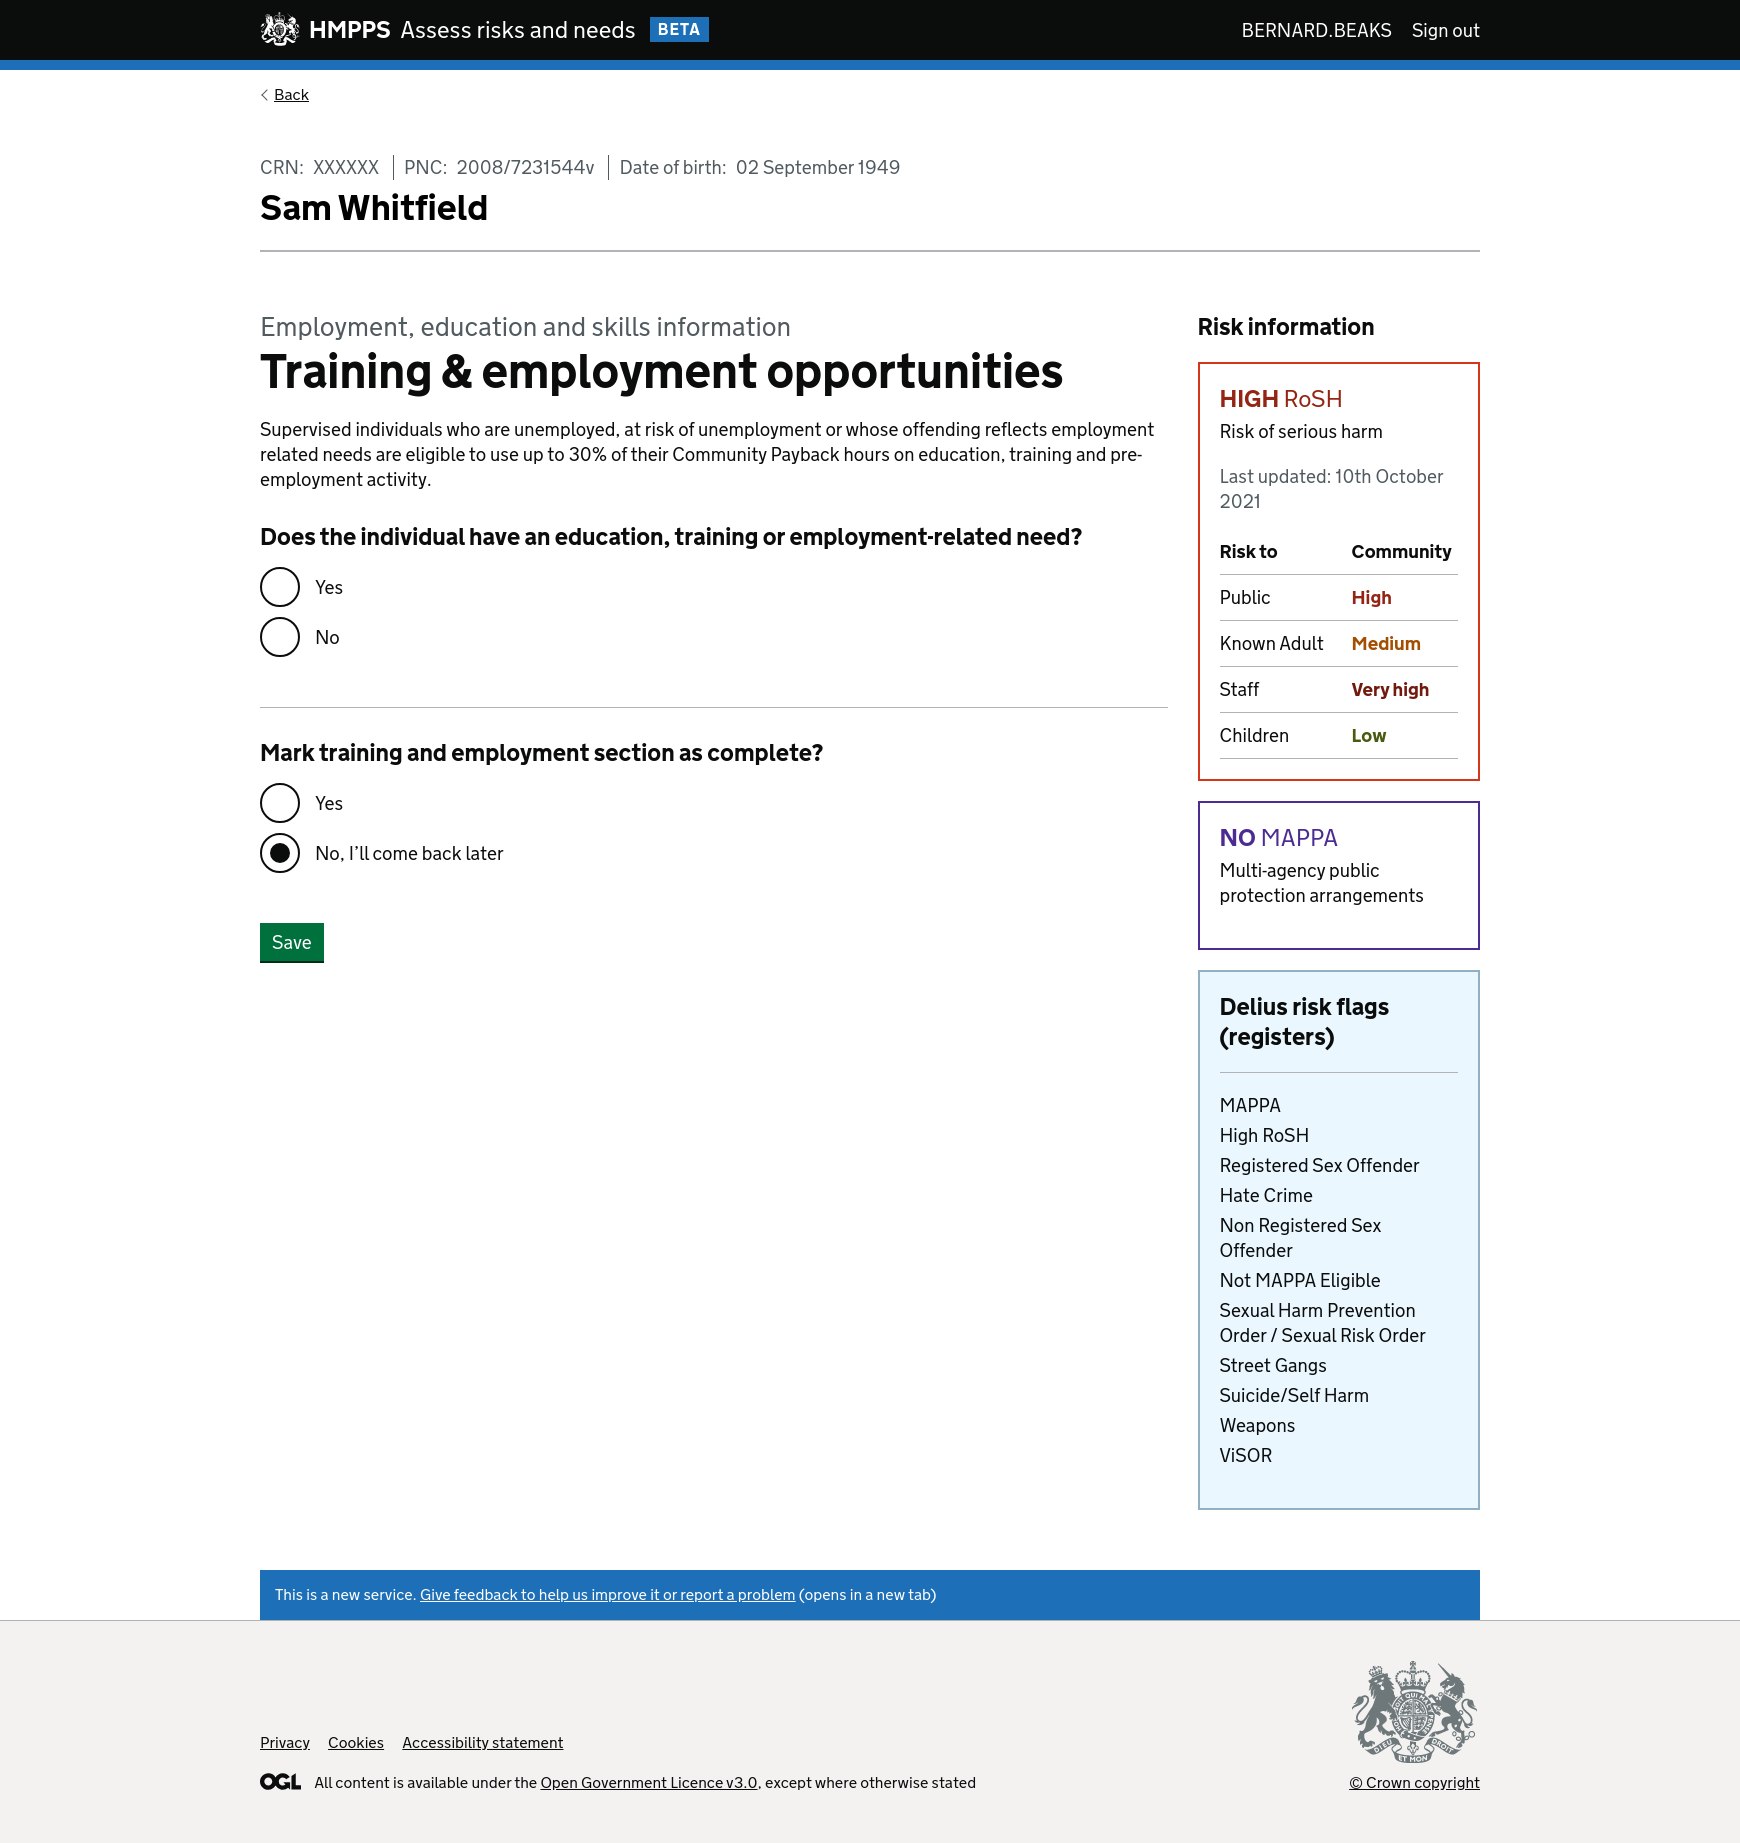 HMPPS Assess risks and needs BETA
BERNARD.BEAKS Sign out
Back
CRN: XXXXXX PNC: 2008/7231544v Date of birth: 02 September 1949
Sam Whitfield
Employment, education and skills information
Training & employment opportunities
Supervised individuals who are unemployed, at risk of unemployment or whose offending reflects employment
related needs are eligible to use up to 30% of their Community Payback hours on education, training and pre-
employment activity.
Does the individual have an education, training or employment-related need?
Yes
No
Mark training and employment section as complete?
Yes
No, I’ll come back later
Save
Risk information
HIGH RoSH
Risk of serious harm
Last updated: 10th October
2021
Risk to Community
Public High
Known Adult Medium
Staff Very high
Children Low
NO MAPPA
Multi-agency public
protection arrangements
Delius risk flags
(registers)
MAPPA
High RoSH
Registered Sex Offender
Hate Crime
Non Registered Sex
Offender
Not MAPPA Eligible
Sexual Harm Prevention
Order / Sexual Risk Order
Street Gangs
Suicide/Self Harm
Weapons
ViSOR
This is a new service. Give feedback to help us improve it or report a problem (opens in a new tab)
Privacy Cookies Accessibility statement
OGL All content is available under the Open Government Licence v3.0, except where otherwise stated
DIEU ET MON DROIT
© Crown copyright